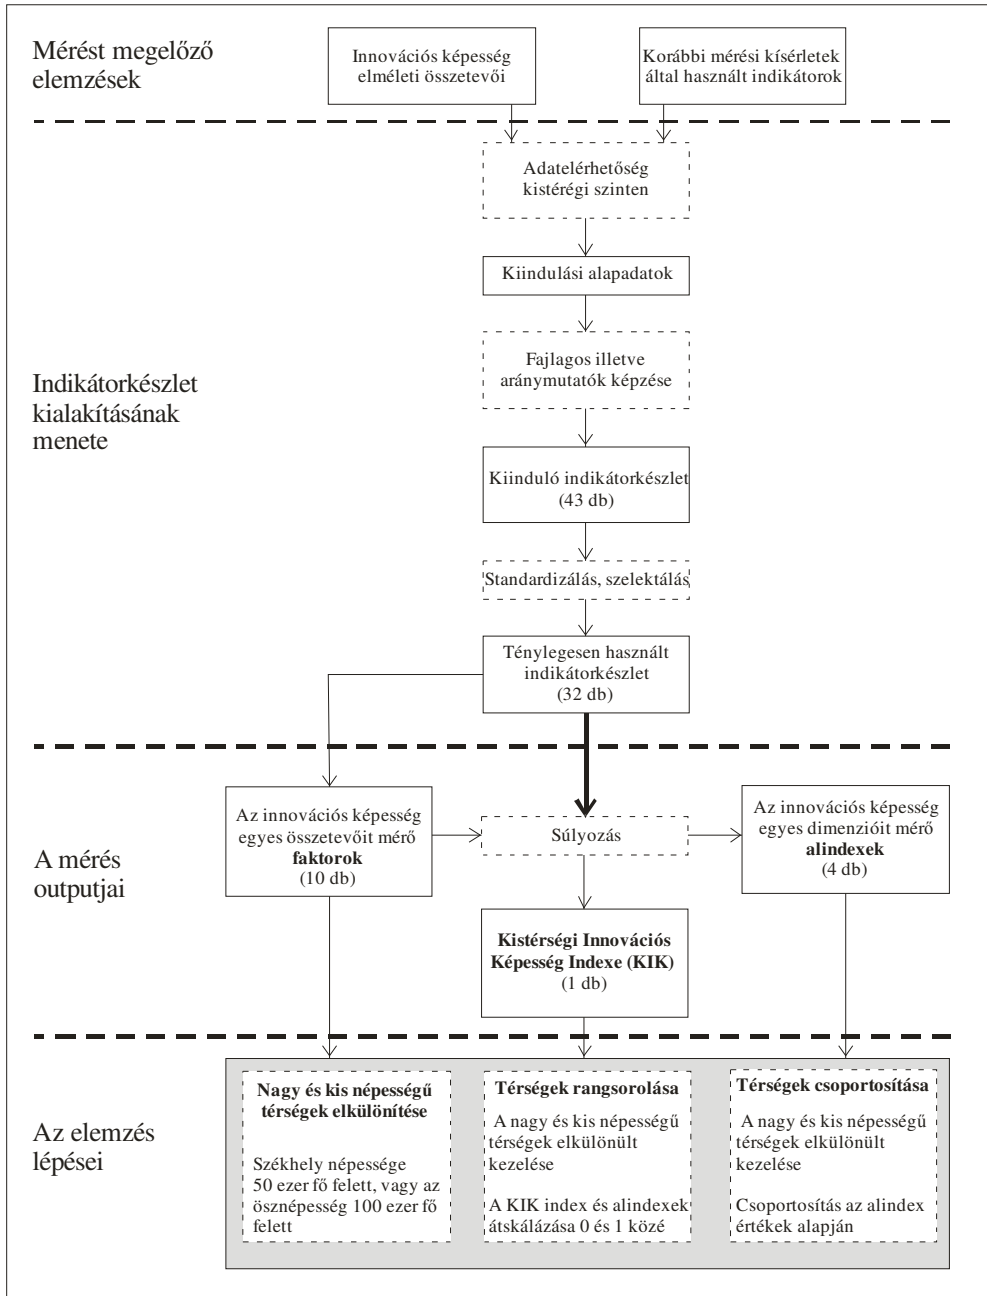 Mérést megelőző
elemzések
Innovációs képesség
elméleti összetevői
Korábbi mérési kísérletek
által használt indikátorok
Indikátorkészlet
kialakításának
menete
Adatelérhetőség
kistérégi szinten
Kiindulási alapadatok
Fajlagos illetve
aránymutatók képzése
Kiinduló indikátorkészlet
(43 db)
Standardizálás, szelektálás
Ténylegesen használt
indikátorkészlet
(32 db)
A mérés
outputjai
Az innovációs képesség
egyes összetevőit mérő
faktorok
(10 db)
Súlyozás
Az innovációs képesség
egyes dimenzióit mérő
alindexek
(4 db)
Kistérségi Innovációs
Képesség Indexe (KIK)
(1 db)
Az elemzés
lépései
Nagy és kis népességű
térségek elkülönítése
Székhely népessége
50 ezer fő felett, vagy az
össznépesség 100 ezer fő
felett
Térségek rangsorolása
A nagy és kis népességű
térségek elkülönült
kezelése
A KIK index és alindexek
átskálázása 0 és 1 közé
Térségek csoportosítása
A nagy és kis népességű
térségek elkülönült
kezelése
Csoportosítás az alindex
értékek alapján